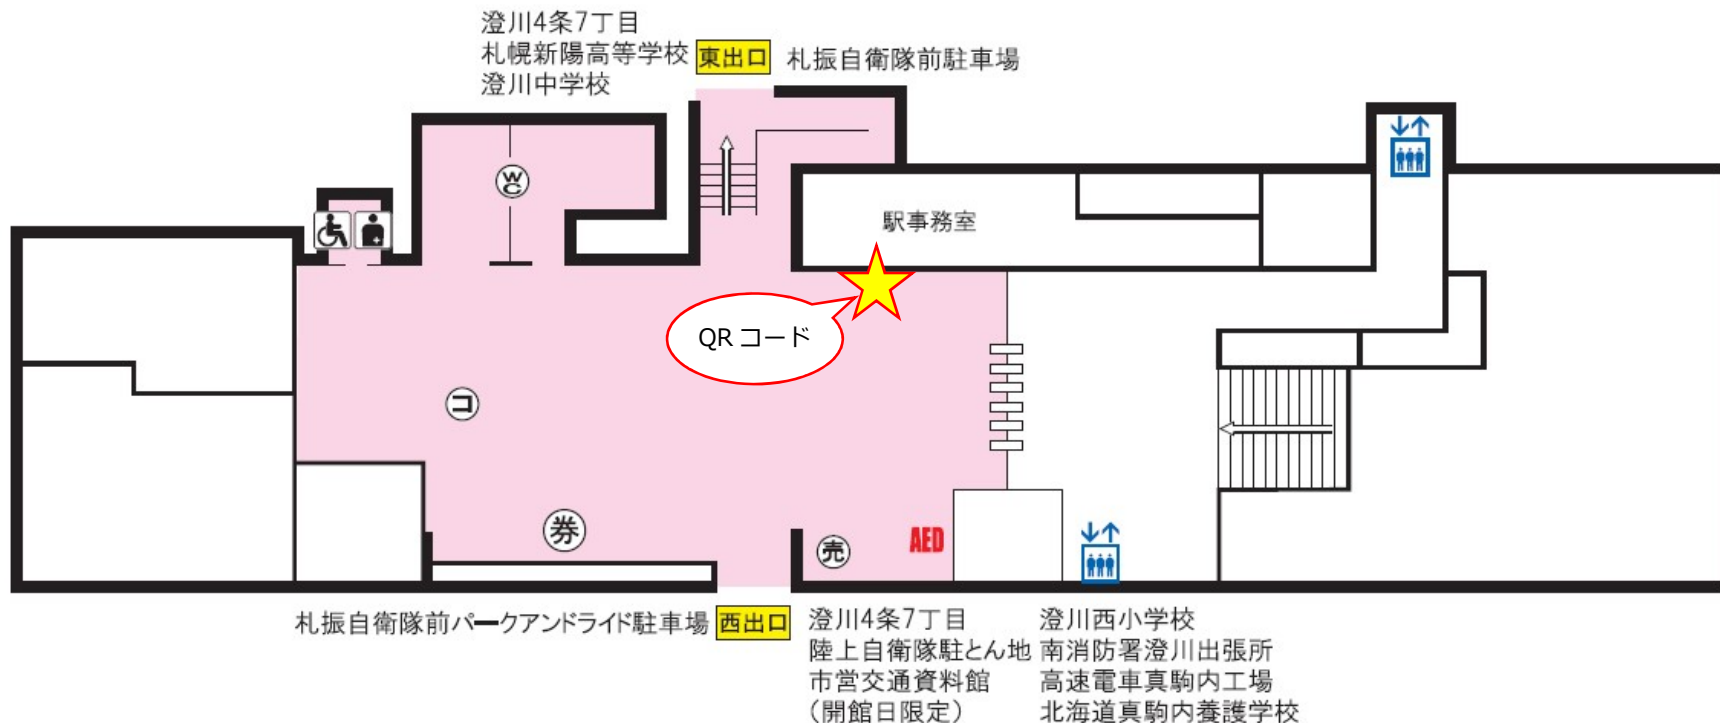 澄川4条7丁目
札幌新陽高等学校
澄川中学校
東出口
札振自衛隊前駐車場
WC
駅事務室
QR コード
コ
券
売
AED
札振自衛隊前パークアンドライド駐車場
西出口
澄川4条7丁目
陸上自衛隊駐とん地
市営交通資料館
（開館日限定）
澄川西小学校
南消防署澄川出張所
高速電車真駒内工場
北海道真駒内養護学校